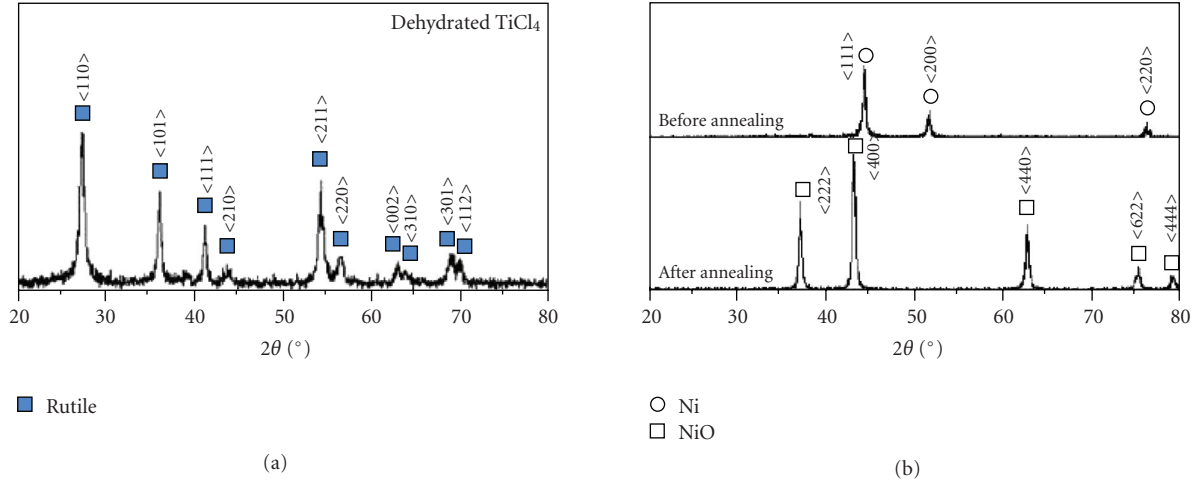 Dehydrated TiCl4
<110>
<101>
<111>
<210>
<211>
<220>
<002>
<310>
<301>
<112>
20 30 40 50 60 70 80
2θ (°)
Rutile
(a)
<111>
<200>
<220>
Before annealing
<222>
<400>
<440>
<622>
<444>
After annealing
20 30 40 50 60 70 80
2θ (°)
Ni
NiO
(b)